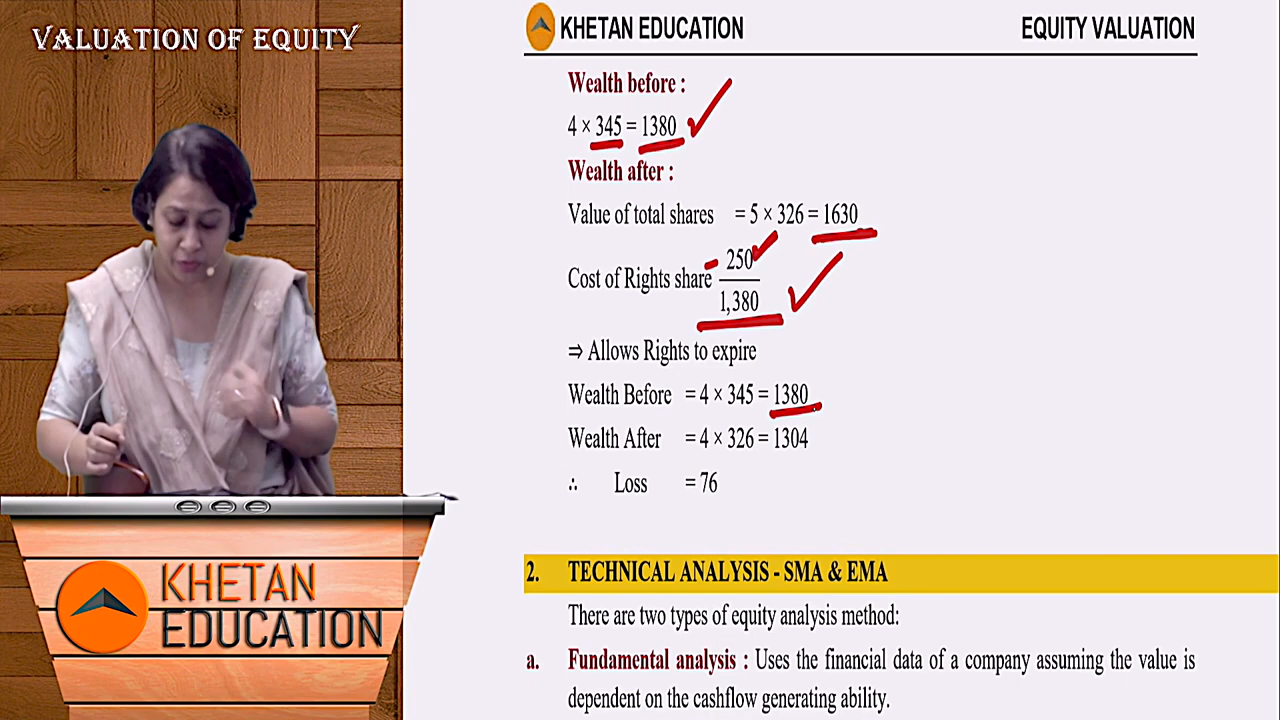 VALUATION OF EQUITY
KHETAN EDUCATION
EQUITY VALUATION
Wealth before :
4 × 345 = 1380
Wealth after :
Value of total shares = 5 × 326 = 1630
Cost of Rights share - 250
1,380
⇒ Allows Rights to expire
Wealth Before = 4 × 345 = 1380
Wealth After = 4 × 326 = 1304
∴ Loss = 76
2. TECHNICAL ANALYSIS - SMA & EMA
There are two types of equity analysis method:
a. Fundamental analysis : Uses the financial data of a company assuming the value is
dependent on the cashflow generating ability.
KHETAN
EDUCATION